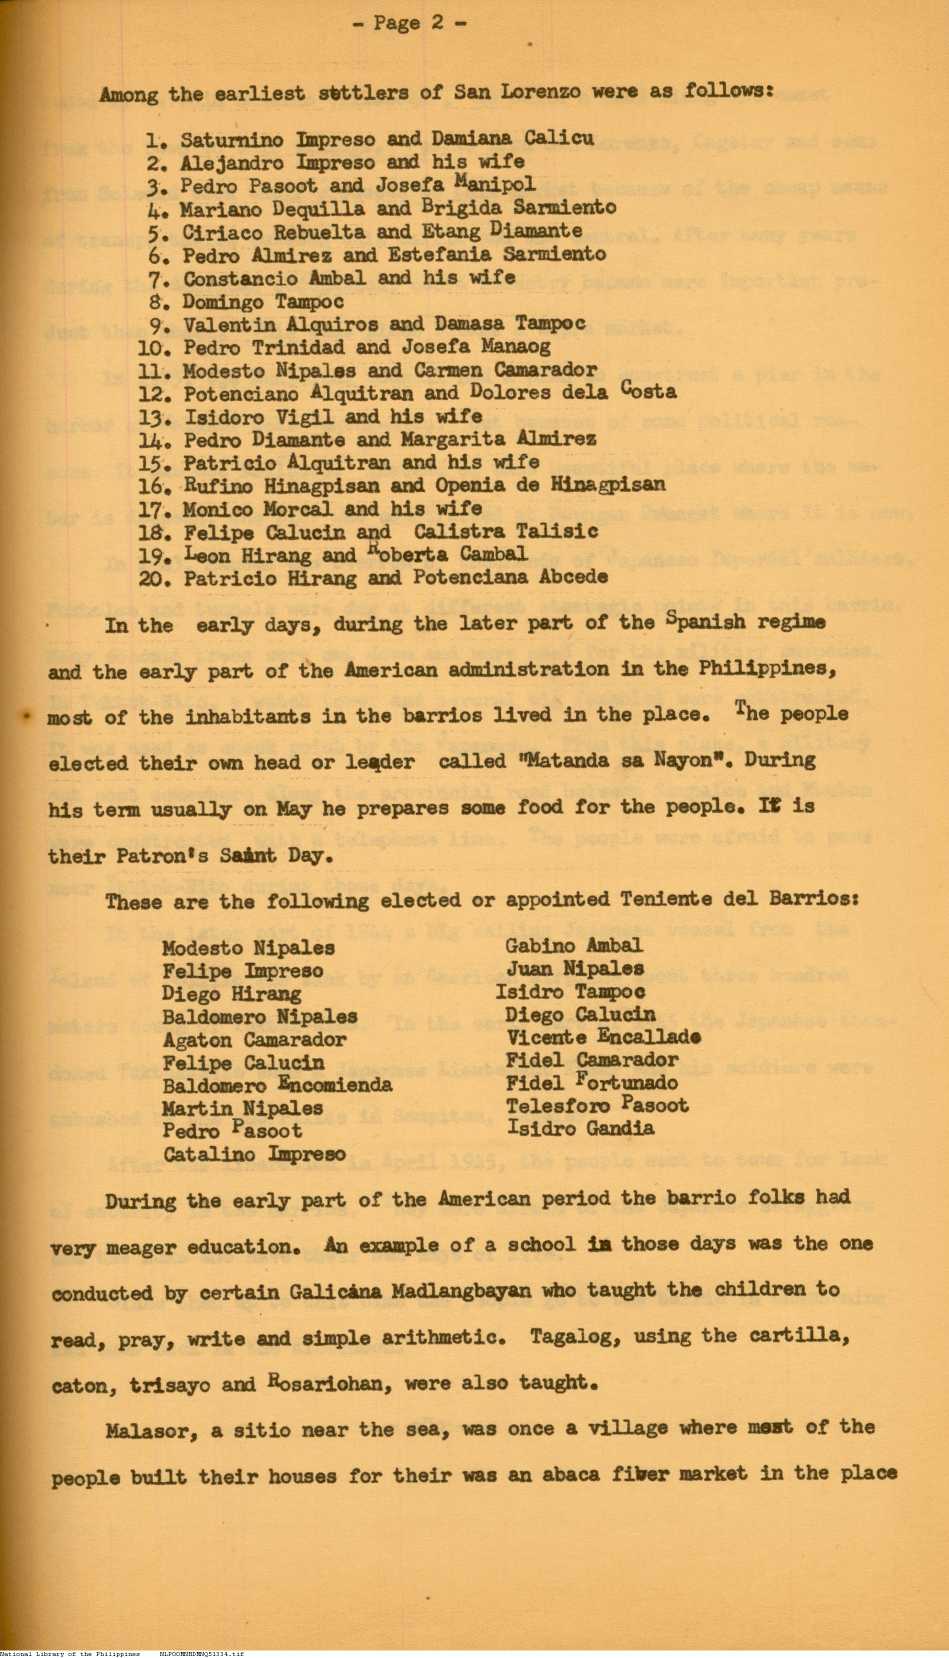 - Page 2 -
Among the earliest settlers of San Lorenzo were as follows:
1. Saturnino Impreso and Damiana Calicu
2. Alejandro Impreso and his wife
3. Pedro Pasoot and Josefa Manipol
4. Mariano Dequilla and Brigida Sarmiento
5. Ciriaco Rebuelta and Etang Diamante
6. Pedro Almirez and Estefania Sarmiento
7. Constancio Ambal and his wife
8. Domingo Tampoc
9. Valentin Alquiros and Damasa Tampoc
10. Pedro Trinidad and Josefa Manaog
11. Modesto Nipales and Carmen Camarador
12. Potenciano Alquitran and Dolores dela Costa
13. Isidoro Vigil and his wife
14. Pedro Diamante and Margarita Almirez
15. Patricio Alquitran and his wife
16. Rufino Hinagpisan and Openia de Hinagpisan
17. Monico Morcal and his wife
18. Felipe Calucin and Calistra Talisic
19. Leon Hirang and Roberta Cambal
20. Patricio Hirang and Potenciana Abcede
In the early days, during the later part of the Spanish regime
and the early part of the American administration in the Philippines,
most of the inhabitants in the barrios lived in the place. The people
elected their own head or leader called "Matanda sa Nayon". During
his term usually on May he prepares some food for the people. It is
their Patron's Saint Day.
These are the following elected or appointed Teniente del Barrios:
Modesto Nipales
Felipe Impreso
Diego Hirang
Baldomero Nipales
Agaton Camarador
Felipe Calucin
Baldomero Encomienda
Martin Nipales
Pedro Pasoot
Catalino Impreso
Gabino Ambal
Juan Nipales
Isidro Tampoc
Diego Calucin
Vicente Encallado
Fidel Camarador
Fidel Fortunado
Telesforo Pasoot
Isidro Gandia
During the early part of the American period the barrio folks had
very meager education. An example of a school in those days was the one
conducted by certain Galicana Madlangbayan who taught the children to
read, pray, write and simple arithmetic. Tagalog, using the cartilla,
caton, trisayo and Rosariohan, were also taught.
Malasor, a sitio near the sea, was once a village where most of the
people built their houses for their was an abaca fiber market in the place
National Library of the Philippines